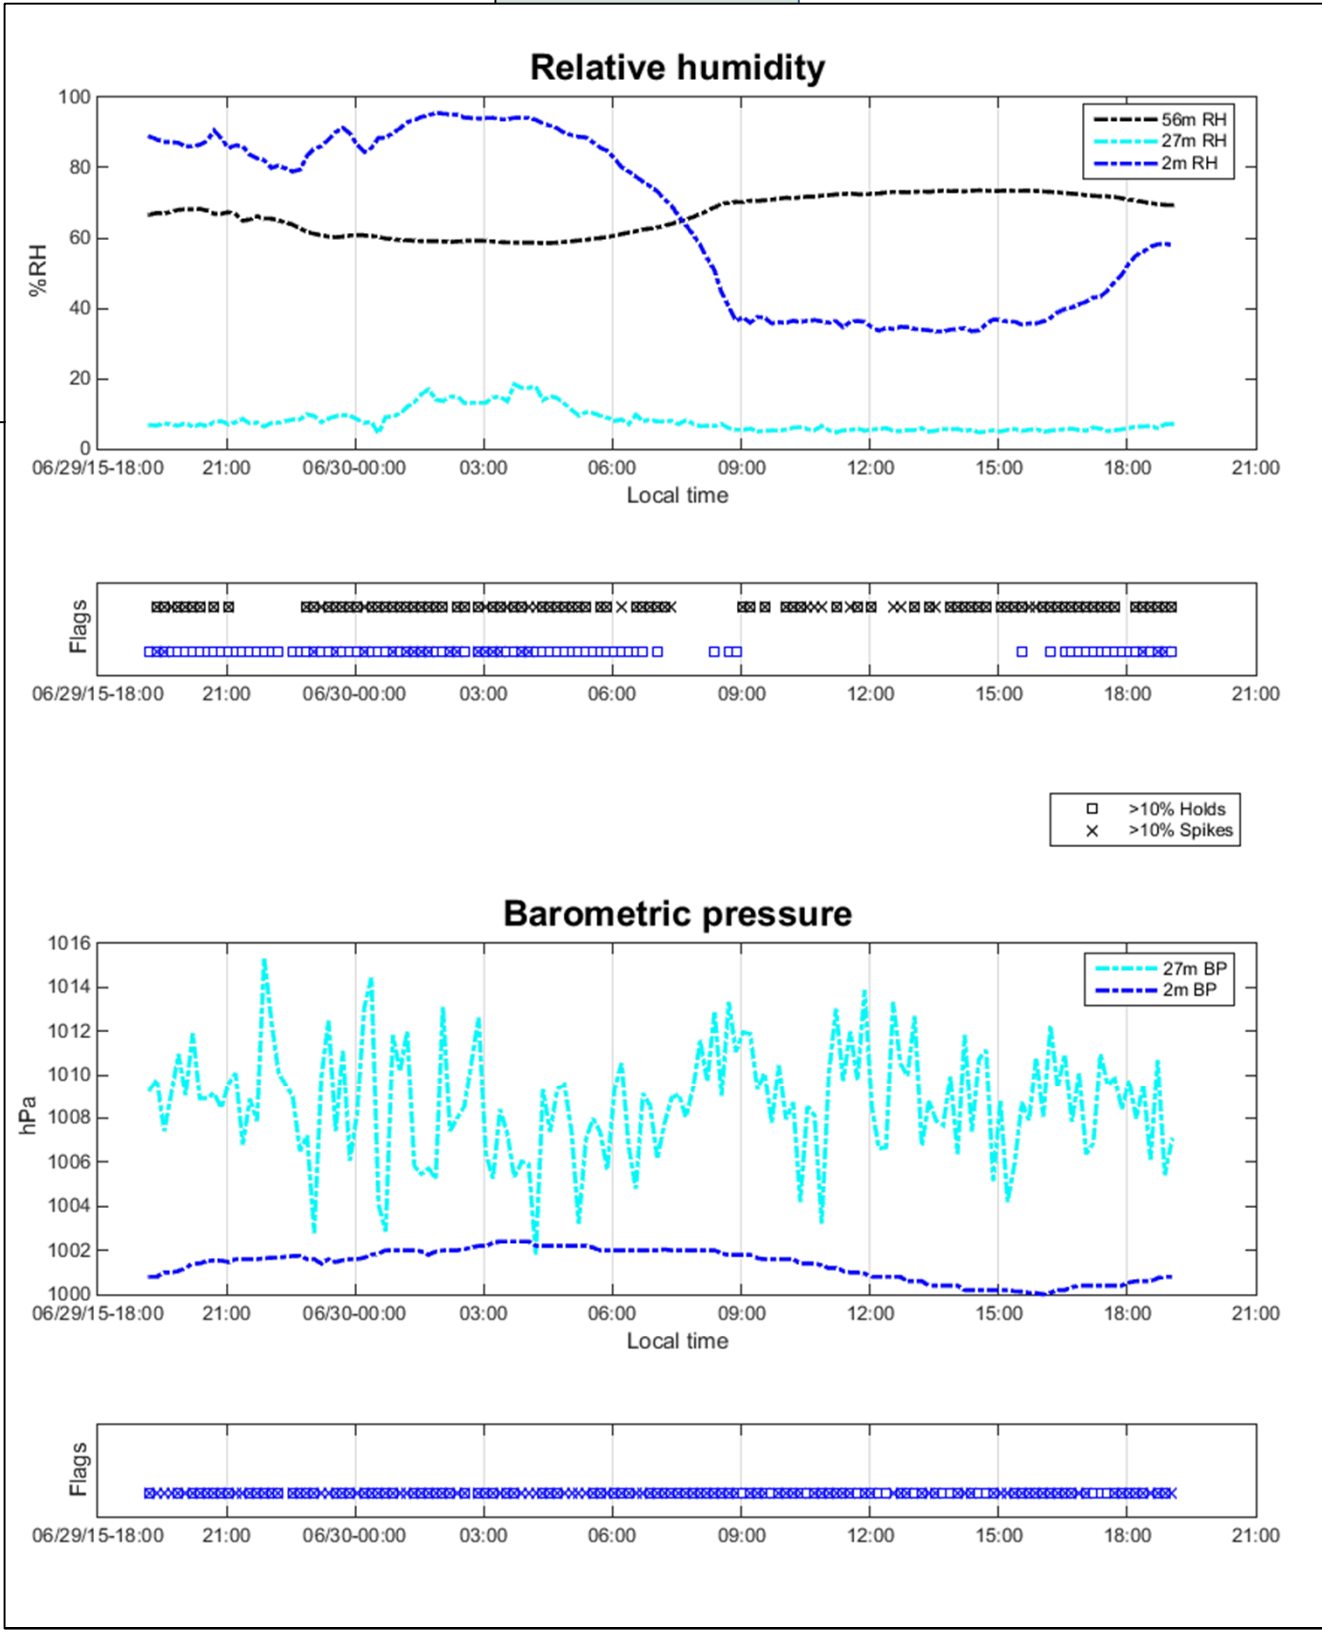 Relative humidity
100
80
60
40
20
0
%RH
56m RH
27m RH
2m RH
06/29/15-18:00 21:00 06/30-00:00 03:00 06:00 09:00 12:00 15:00 18:00 21:00
Local time
Flags
06/29/15-18:00 21:00 06/30-00:00 03:00 06:00 09:00 12:00 15:00 18:00 21:00
>10% Holds
>10% Spikes
Barometric pressure
1016
1014
1012
1010
1008
1006
1004
1002
1000
hPa
27m BP
2m BP
06/29/15-18:00 21:00 06/30-00:00 03:00 06:00 09:00 12:00 15:00 18:00 21:00
Local time
Flags
06/29/15-18:00 21:00 06/30-00:00 03:00 06:00 09:00 12:00 15:00 18:00 21:00